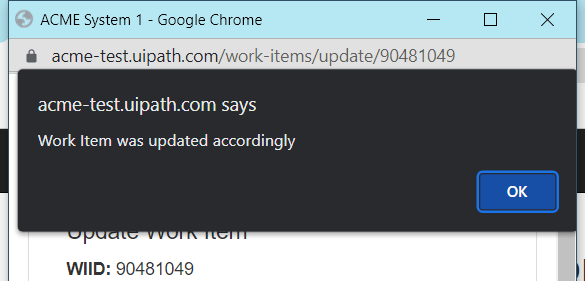 ACME System 1 - Google Chrome
acme-test.uipath.com/work-items/update/90481049
acme-test.uipath.com says
Work Item was updated accordingly
OK
Update Work Item
WIID: 90481049